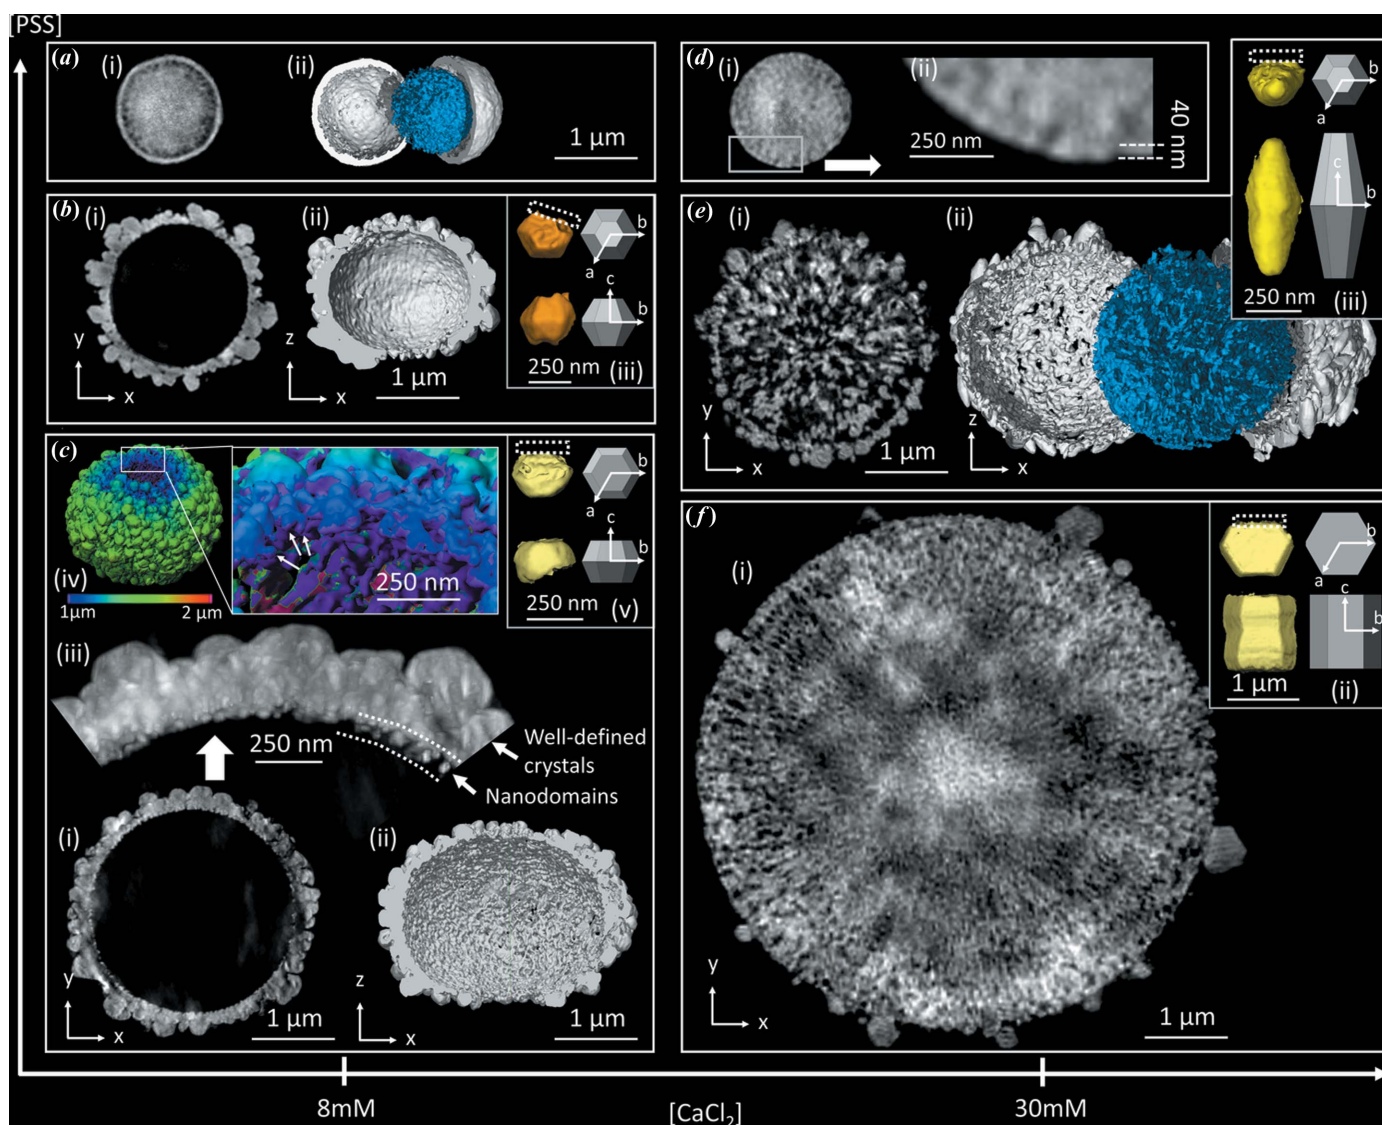 [PSS]
(a)
(i)
(ii)
1 µm
(b)
(i)
(ii)
y
x
z
x
1 µm
b
a
c
b
250 nm
(iii)
(c)
(iv)
1µm
2 µm
250 nm
b
a
c
b
250 nm
(v)
(iii)
250 nm
Well-defined
crystals
Nanodomains
(i)
y
x
1 µm
(ii)
z
x
1 µm
(d)
(i)
(ii)
250 nm
40 nm
b
a
c
b
250 nm
(iii)
(e)
(i)
(ii)
y
x
1 µm
z
x
(f)
(i)
b
a
c
b
1 µm
(ii)
y
x
1 µm
8mM
[CaCl₂]
30mM